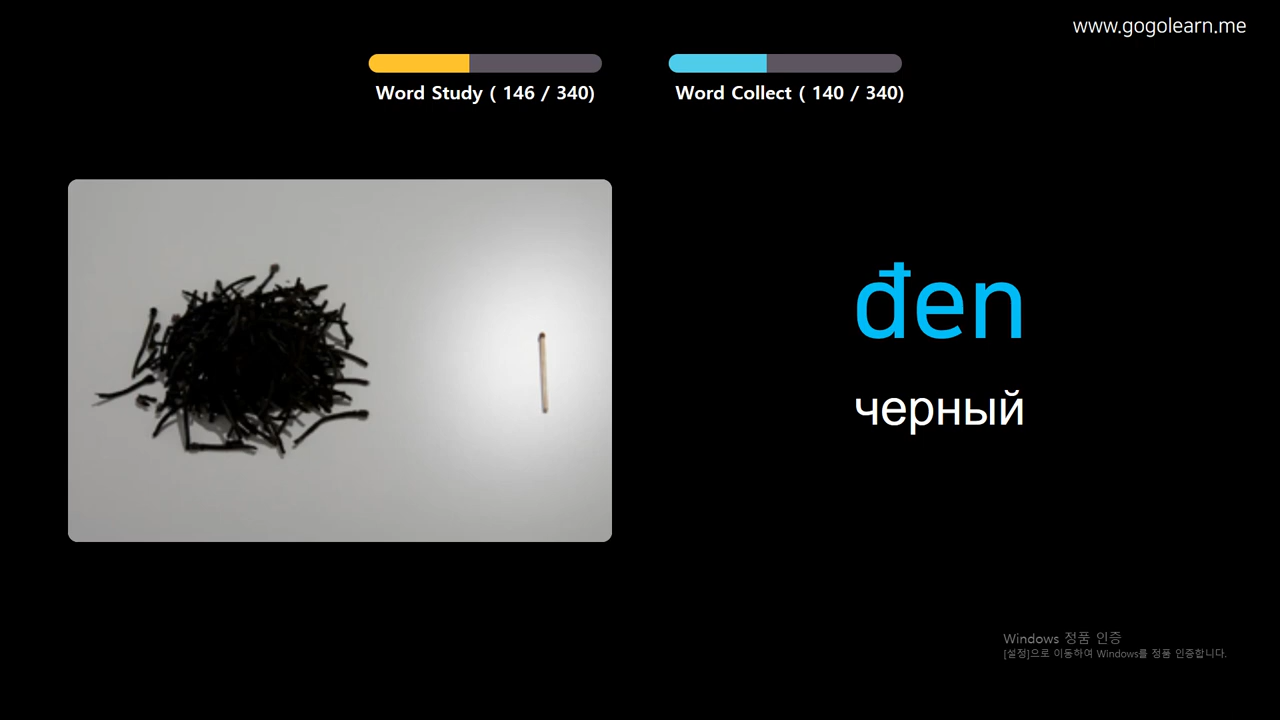 www.gogolearn.me
Word Study ( 146 / 340)
Word Collect ( 140 / 340)
đen
черный
Windows 정품 인증
[설정]으로 이동하여 Windows를 정품 인증합니다.